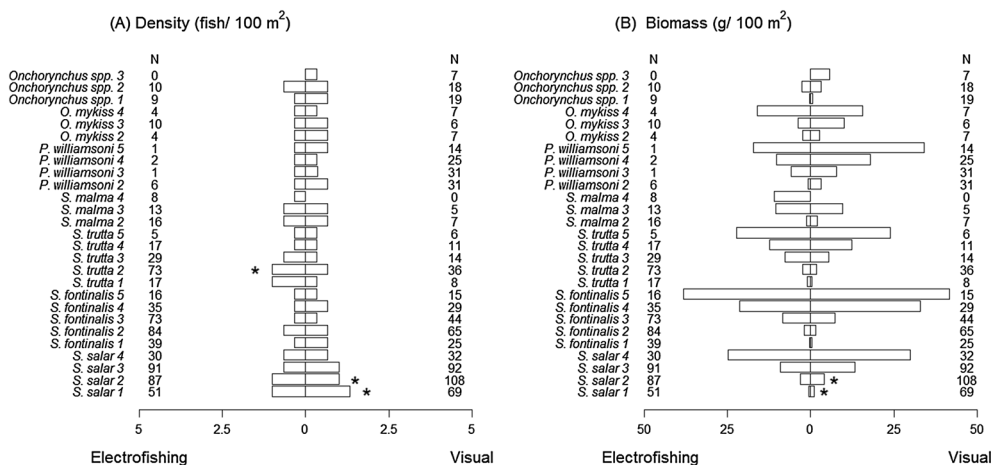 (A) Density (fish/ 100 m²) (B) Biomass (g/ 100 m²)
N N N N
Onchorynchus spp. 3 0 7 Onchorynchus spp. 3 0 7
Onchorynchus spp. 2 10 18 Onchorynchus spp. 2 10 18
Onchorynchus spp. 1 9 19 Onchorynchus spp. 1 9 19
O. mykiss 4 4 7 O. mykiss 4 4 7
O. mykiss 3 10 6 O. mykiss 3 10 6
O. mykiss 2 4 7 O. mykiss 2 4 7
P. williamsoni 5 1 14 P. williamsoni 5 1 14
P. williamsoni 4 2 25 P. williamsoni 4 2 25
P. williamsoni 3 1 31 P. williamsoni 3 1 31
P. williamsoni 2 6 31 P. williamsoni 2 6 31
S. malma 4 8 0 S. malma 4 8 0
S. malma 3 13 5 S. malma 3 13 5
S. malma 2 16 7 S. malma 2 16 7
S. trutta 5 5 6 S. trutta 5 5 6
S. trutta 4 17 11 S. trutta 4 17 11
S. trutta 3 29 14 S. trutta 3 29 14
S. trutta 2 73 * 36 S. trutta 2 73 36
S. trutta 1 17 8 S. trutta 1 17 8
S. fontinalis 5 16 15 S. fontinalis 5 16 15
S. fontinalis 4 35 29 S. fontinalis 4 35 29
S. fontinalis 3 73 44 S. fontinalis 3 73 44
S. fontinalis 2 84 65 S. fontinalis 2 84 65
S. fontinalis 1 39 25 S. fontinalis 1 39 25
S. salar 4 30 32 S. salar 4 30 32
S. salar 3 91 92 S. salar 3 91 92
S. salar 2 87 * 108 S. salar 2 87 * 108
S. salar 1 51 * 69 S. salar 1 51 * 69
5 0 5 50 25 0 25 50
Electrofishing Visual Electrofishing Visual